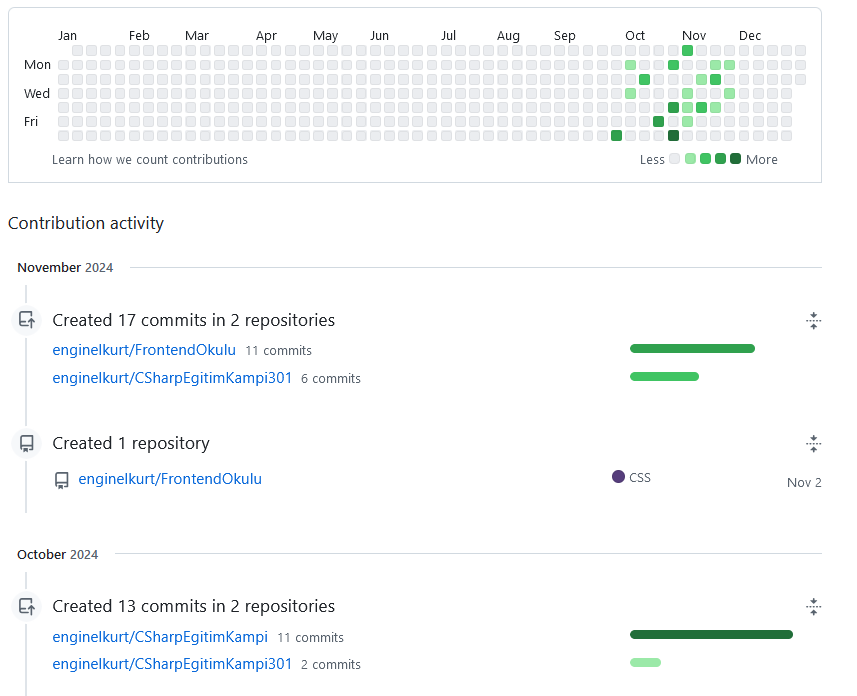 Jan Feb Mar Apr May Jun Jul Aug Sep Oct Nov Dec
Mon
Wed
Fri
Learn how we count contributions Less More
Contribution activity
November 2024
Created 17 commits in 2 repositories
enginelkurt/FrontendOkulu 11 commits
enginelkurt/CSharpEgitimKampi301 6 commits
Created 1 repository
enginelkurt/FrontendOkulu CSS Nov 2
October 2024
Created 13 commits in 2 repositories
enginelkurt/CSharpEgitimKampi 11 commits
enginelkurt/CSharpEgitimKampi301 2 commits